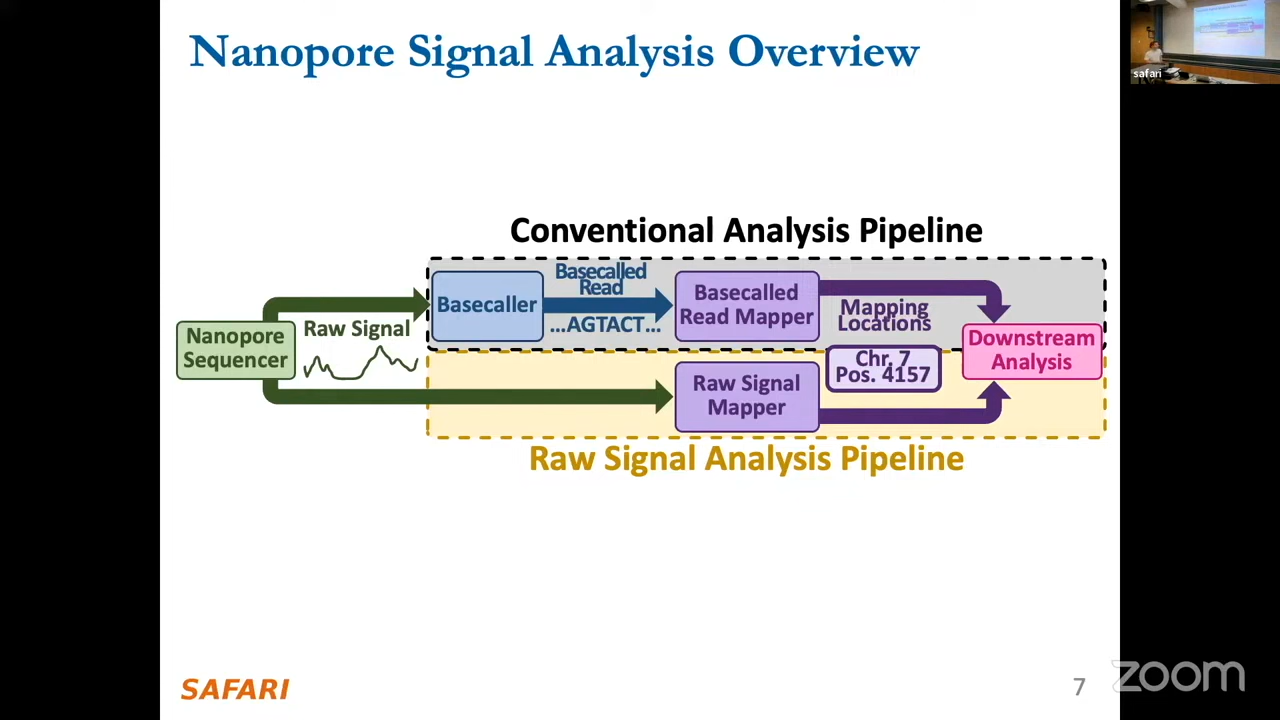 Nanopore Signal Analysis Overview
safari
Conventional Analysis Pipeline
Nanopore
Sequencer
Raw Signal
Basecaller
Basecalled
Read
...AGTACT...
Basecalled
Read Mapper
Mapping
Locations
Chr. 7
Pos. 4157
Raw Signal
Mapper
Downstream
Analysis
Raw Signal Analysis Pipeline
SAFARI
7
zoom